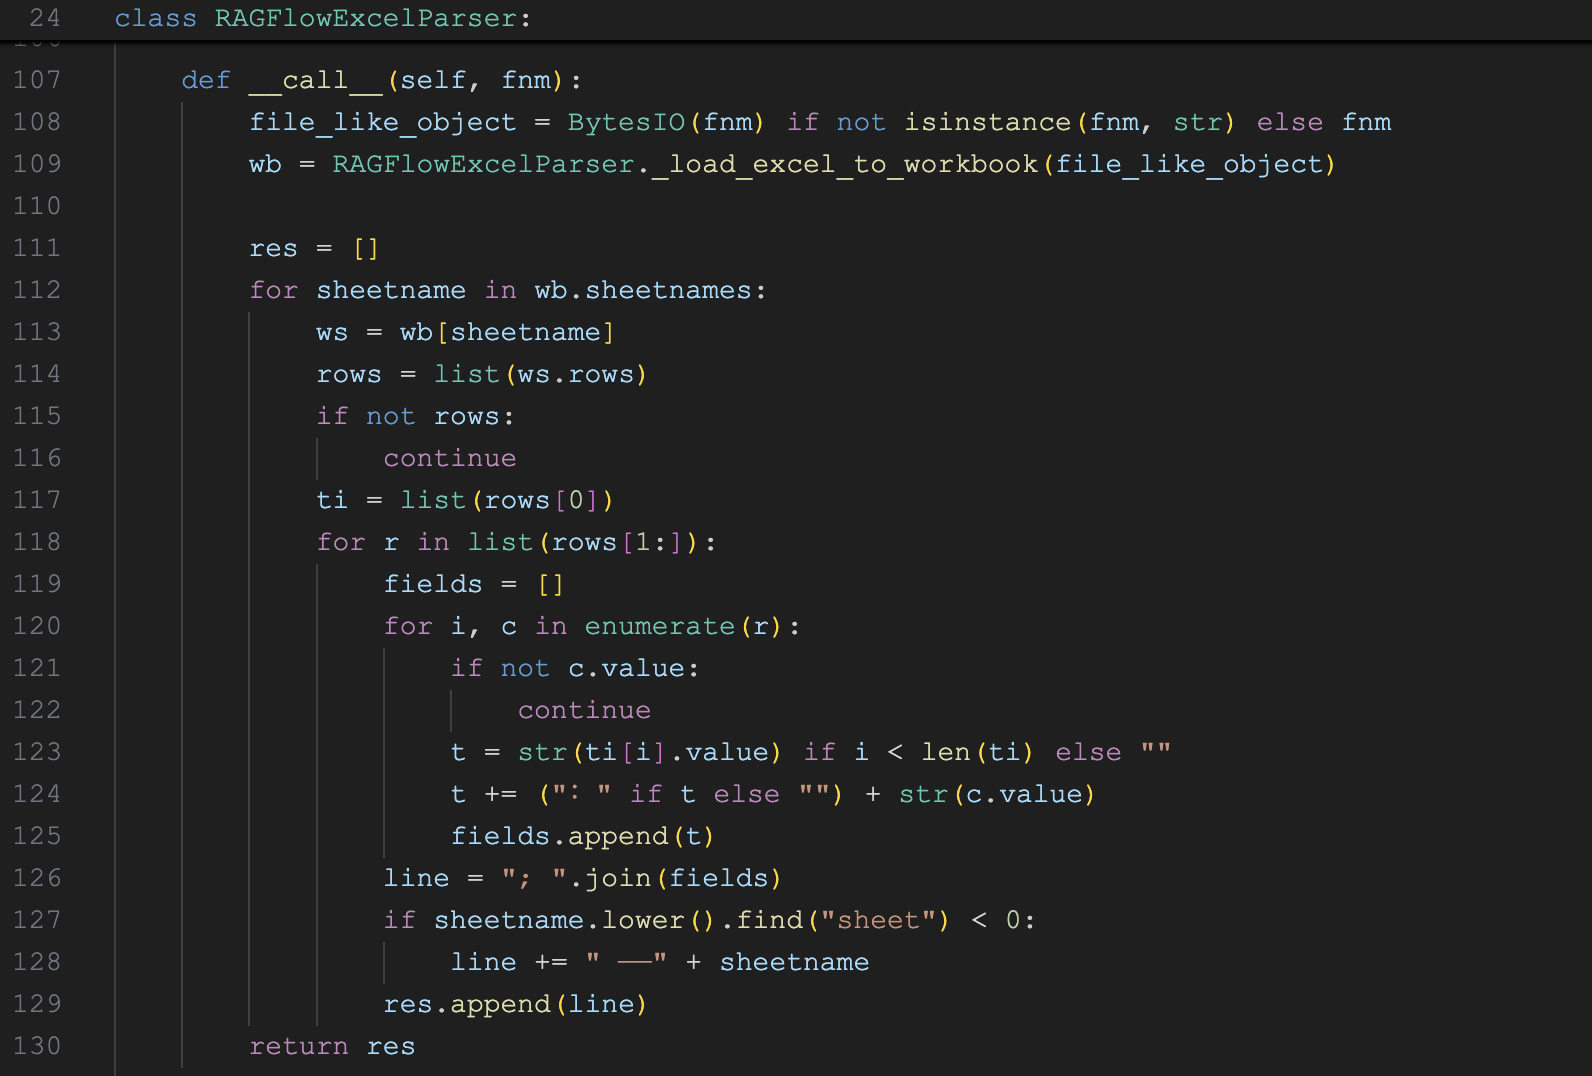 24 class RAGFlowExcelParser:
107 def __call__(self, fnm):
108 file_like_object = BytesIO(fnm) if not isinstance(fnm, str) else fnm
109 wb = RAGFlowExcelParser._load_excel_to_workbook(file_like_object)
110
111 res = []
112 for sheetname in wb.sheetnames:
113 ws = wb[sheetname]
114 rows = list(ws.rows)
115 if not rows:
116 continue
117 ti = list(rows[0])
118 for r in list(rows[1:]):
119 fields = []
120 for i, c in enumerate(r):
121 if not c.value:
122 continue
123 t = str(ti[i].value) if i < len(ti) else ""
124 t += ("：" if t else "") + str(c.value)
125 fields.append(t)
126 line = "; ".join(fields)
127 if sheetname.lower().find("sheet") < 0:
128 line += " ——" + sheetname
129 res.append(line)
130 return res